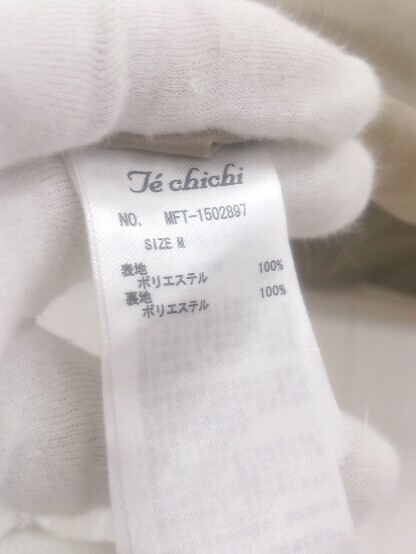 Té chichi
NO. MFT-1502897
SIZE M
表地
ポリエステル 100%
裏地
ポリエステル 100%